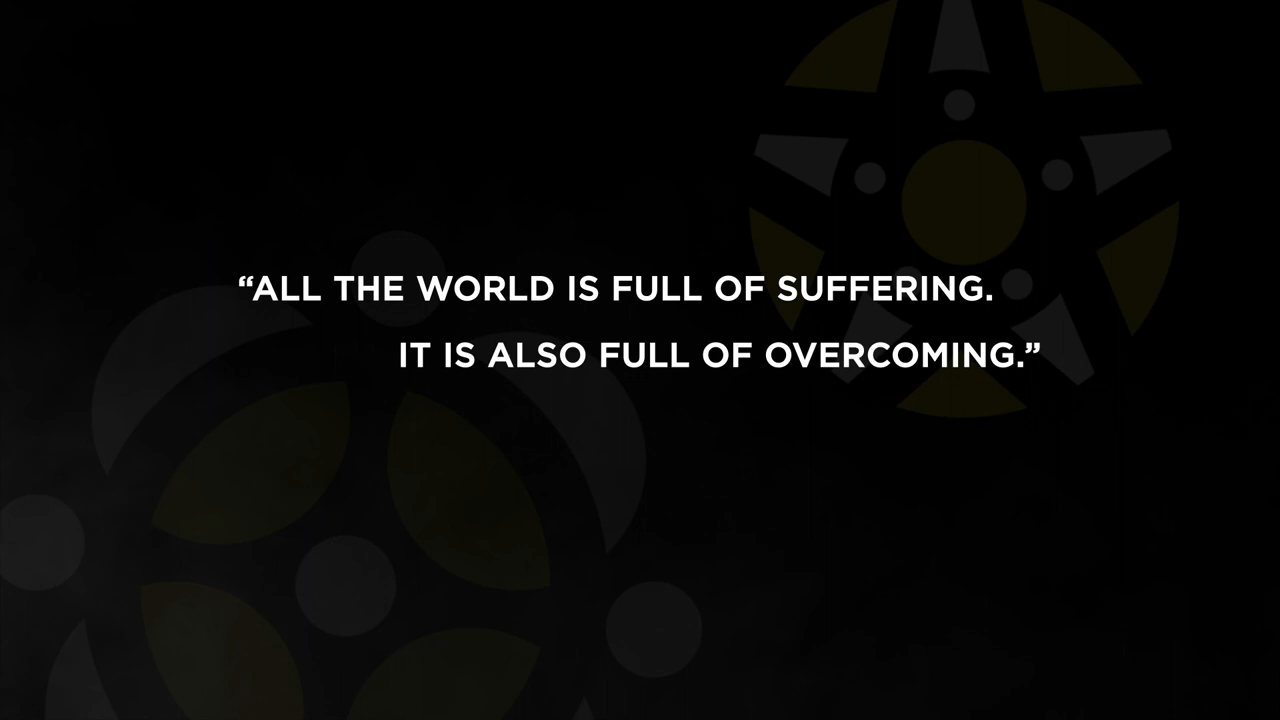 “ALL THE WORLD IS FULL OF SUFFERING.
IT IS ALSO FULL OF OVERCOMING.”